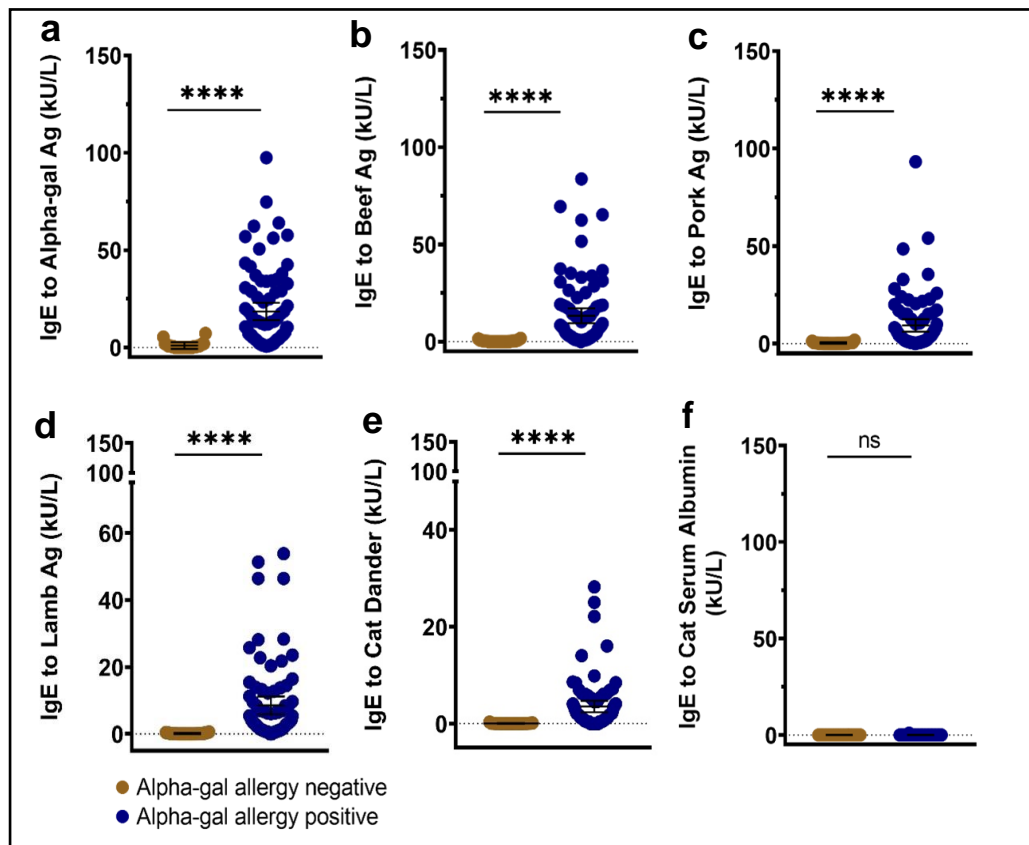 a
IgE to Alpha-gal Ag (kU/L)
150
100
50
0
****
b
IgE to Beef Ag (kU/L)
150
100
50
0
****
c
IgE to Pork Ag (kU/L)
150
100
50
0
****
d
IgE to Lamb Ag (kU/L)
150
100
60
40
20
0
****
e
IgE to Cat Dander (kU/L)
150
100
40
20
0
****
f
IgE to Cat Serum Albumin
(kU/L)
150
100
50
0
ns
Alpha-gal allergy negative
Alpha-gal allergy positive